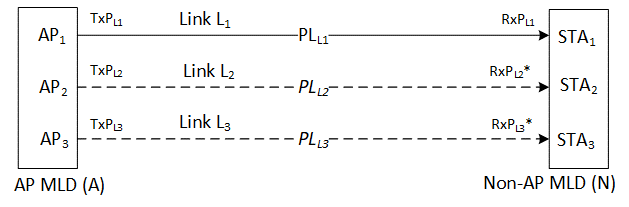 TxPL1 Link L1 RxPL1
AP1 PLL1 STA1
TxPL2 Link L2 RxPL2*
AP2 PLL2 STA2
TxPL3 Link L3 RxPL3*
AP3 PLL3 STA3
AP MLD (A) Non-AP MLD (N)